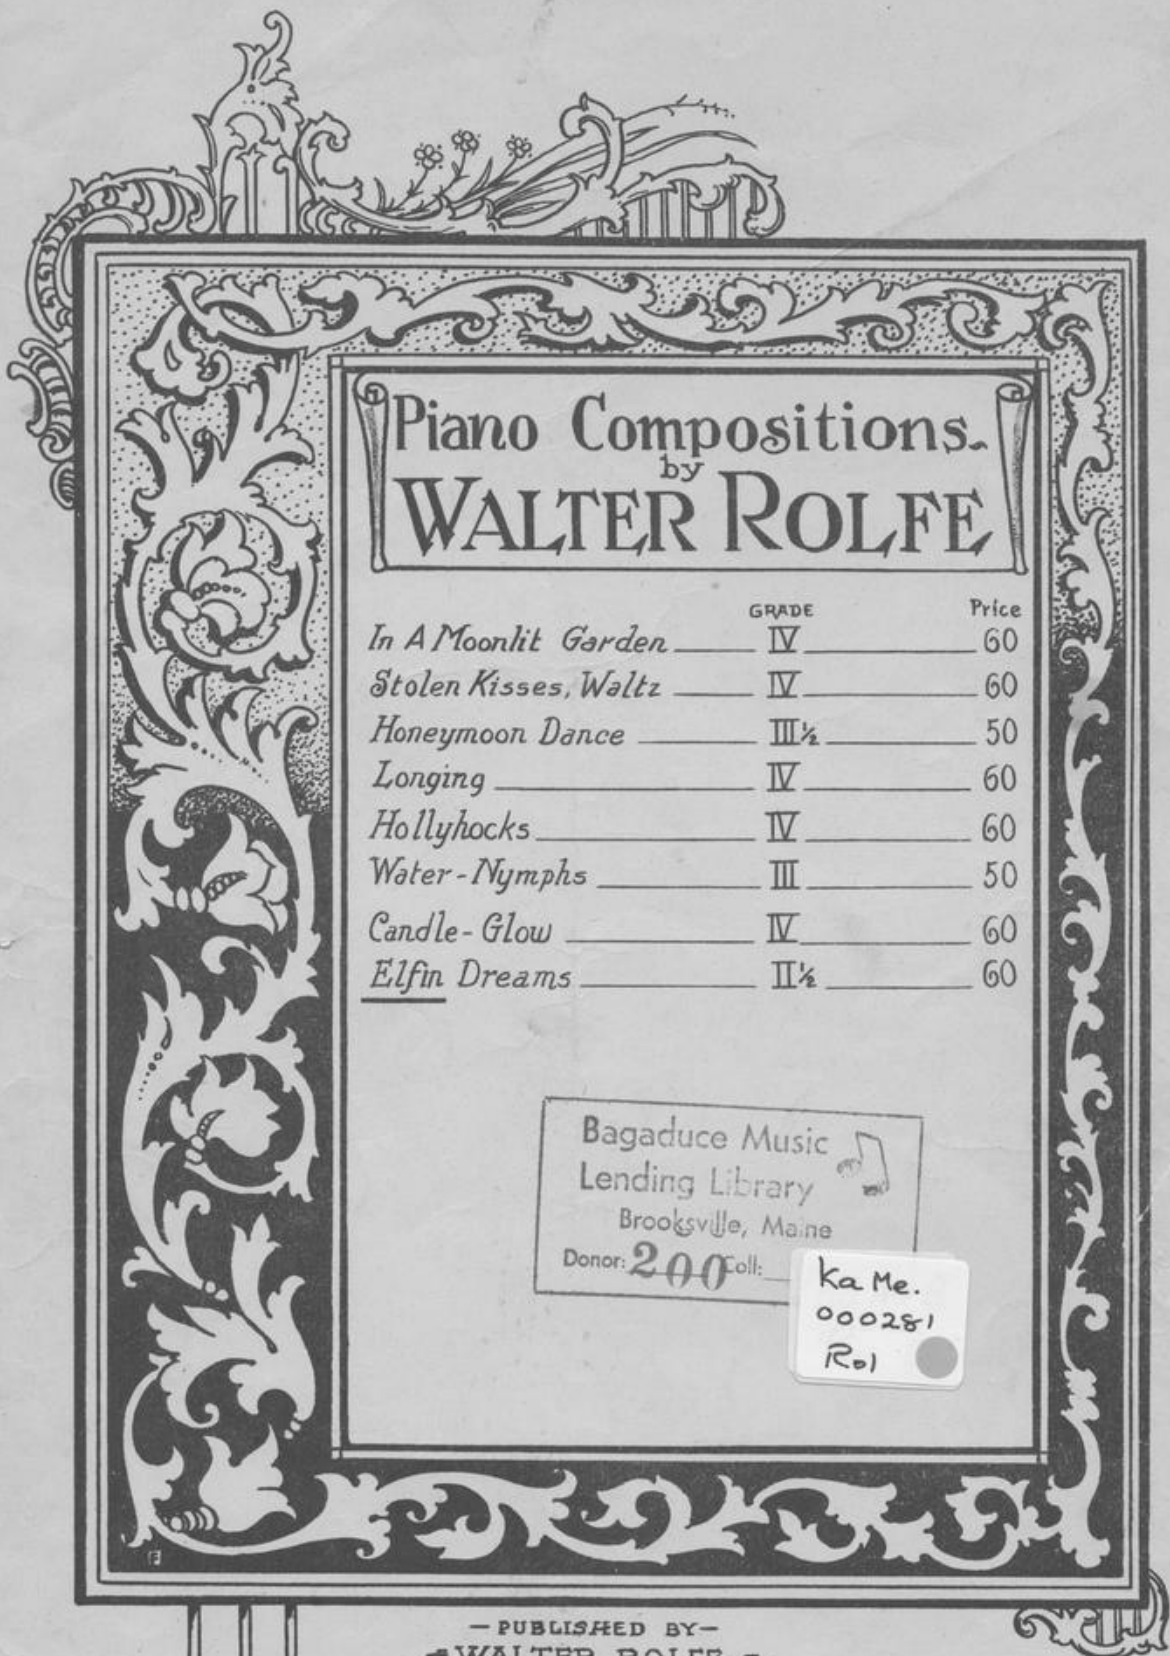 Piano Compositions
by
WALTER ROLFE
GRADE Price
In A Moonlit Garden IV 60
Stolen Kisses, Waltz IV 60
Honeymoon Dance III½ 50
Longing IV 60
Hollyhocks IV 60
Water-Nymphs III 50
Candle-Glow IV 60
Elfin Dreams II½ 60
Bagaduce Music
Lending Library
Brooksville, Maine
Donor: 200 Coll:
Ka Me.
000281
Rol
F
— PUBLISHED BY —
WALTER ROLFE